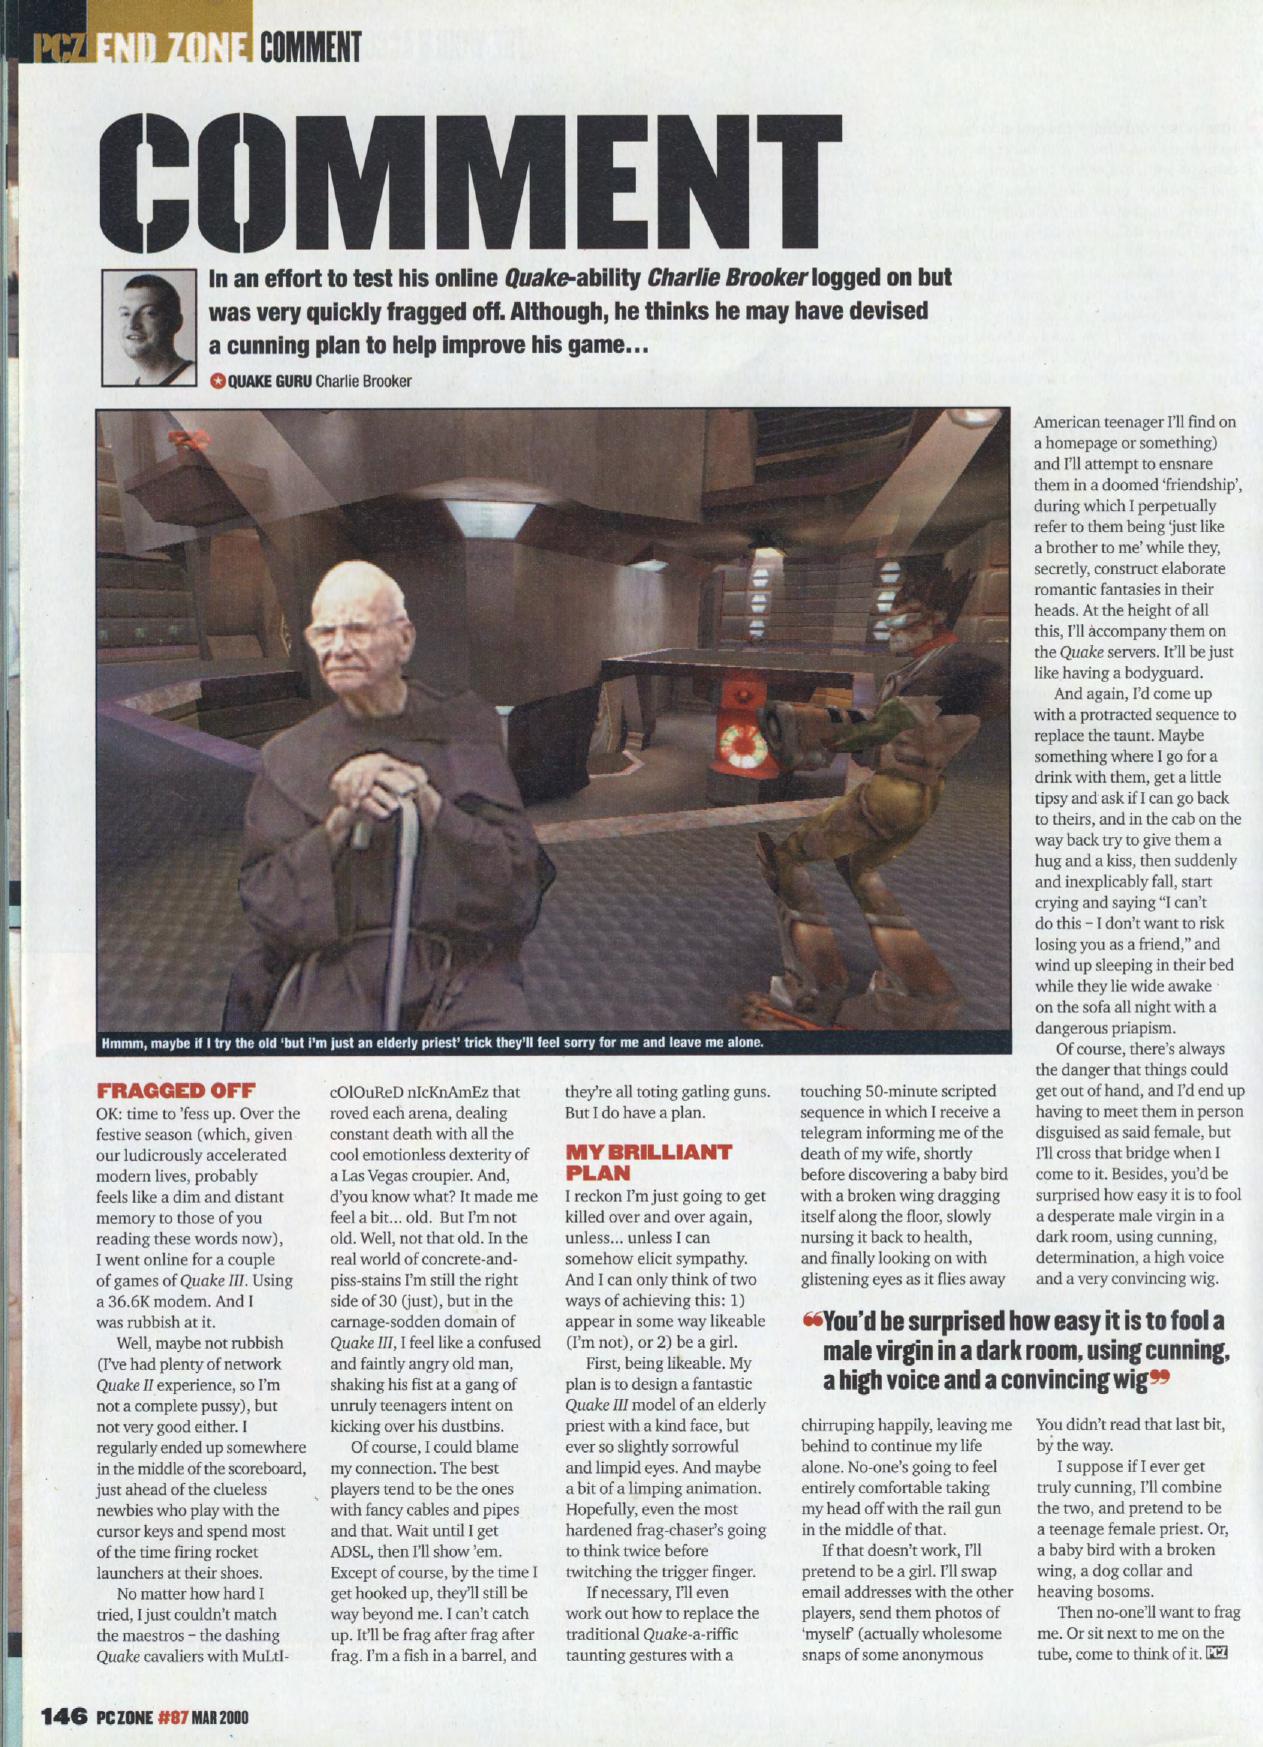 PCZ END ZONE COMMENT
COMMENT
In an effort to test his online Quake-ability Charlie Brooker logged on but
was very quickly fragged off. Although, he thinks he may have devised
a cunning plan to help improve his game...
QUAKE GURU Charlie Brooker
Hmmm, maybe if I try the old 'but i'm just an elderly priest' trick they'll feel sorry for me and leave me alone.
FRAGGED OFF
OK: time to 'fess up. Over the
festive season (which, given
our ludicrously accelerated
modern lives, probably
feels like a dim and distant
memory to those of you
reading these words now),
I went online for a couple
of games of Quake III. Using
a 36.6K modem. And I
was rubbish at it.
Well, maybe not rubbish
(I've had plenty of network
Quake II experience, so I'm
not a complete pussy), but
not very good either. I
regularly ended up somewhere
in the middle of the scoreboard,
just ahead of the clueless
newbies who play with the
cursor keys and spend most
of the time firing rocket
launchers at their shoes.
No matter how hard I
tried, I just couldn't match
the maestros – the dashing
Quake cavaliers with MuLtI-
cOlOuReD nIcKnAmEz that
roved each arena, dealing
constant death with all the
cool emotionless dexterity of
a Las Vegas croupier. And,
d'you know what? It made me
feel a bit... old. But I'm not
old. Well, not that old. In the
real world of concrete-and-
piss-stains I'm still the right
side of 30 (just), but in the
carnage-sodden domain of
Quake III, I feel like a confused
and faintly angry old man,
shaking his fist at a gang of
unruly teenagers intent on
kicking over his dustbins.
Of course, I could blame
my connection. The best
players tend to be the ones
with fancy cables and pipes
and that. Wait until I get
ADSL, then I'll show 'em.
Except of course, by the time I
get hooked up, they'll still be
way beyond me. I can't catch
up. It'll be frag after frag after
frag. I'm a fish in a barrel, and
they're all toting gatling guns.
But I do have a plan.
MY BRILLIANT
PLAN
I reckon I'm just going to get
killed over and over again,
unless... unless I can
somehow elicit sympathy.
And I can only think of two
ways of achieving this: 1)
appear in some way likeable
(I'm not), or 2) be a girl.
First, being likeable. My
plan is to design a fantastic
Quake III model of an elderly
priest with a kind face, but
ever so slightly sorrowful
and limpid eyes. And maybe
a bit of a limping animation.
Hopefully, even the most
hardened frag-chaser's going
to think twice before
twitching the trigger finger.
If necessary, I'll even
work out how to replace the
traditional Quake-a-riffic
taunting gestures with a
touching 50-minute scripted
sequence in which I receive a
telegram informing me of the
death of my wife, shortly
before discovering a baby bird
with a broken wing dragging
itself along the floor, slowly
nursing it back to health,
and finally looking on with
glistening eyes as it flies away
chirruping happily, leaving me
behind to continue my life
alone. No-one's going to feel
entirely comfortable taking
my head off with the rail gun
in the middle of that.
If that doesn't work, I'll
pretend to be a girl. I'll swap
email addresses with the other
players, send them photos of
'myself' (actually wholesome
snaps of some anonymous
American teenager I'll find on
a homepage or something)
and I'll attempt to ensnare
them in a doomed 'friendship',
during which I perpetually
refer to them being 'just like
a brother to me' while they,
secretly, construct elaborate
romantic fantasies in their
heads. At the height of all
this, I'll accompany them on
the Quake servers. It'll be just
like having a bodyguard.
And again, I'd come up
with a protracted sequence to
replace the taunt. Maybe
something where I go for a
drink with them, get a little
tipsy and ask if I can go back
to theirs, and in the cab on the
way back try to give them a
hug and a kiss, then suddenly
and inexplicably fall, start
crying and saying "I can't
do this – I don't want to risk
losing you as a friend," and
wind up sleeping in their bed
while they lie wide awake
on the sofa all night with a
dangerous priapism.
Of course, there's always
the danger that things could
get out of hand, and I'd end up
having to meet them in person
disguised as said female, but
I'll cross that bridge when I
come to it. Besides, you'd be
surprised how easy it is to fool
a desperate male virgin in a
dark room, using cunning,
determination, a high voice
and a very convincing wig.
"You'd be surprised how easy it is to fool a
male virgin in a dark room, using cunning,
a high voice and a convincing wig"
You didn't read that last bit,
by the way.
I suppose if I ever get
truly cunning, I'll combine
the two, and pretend to be
a teenage female priest. Or,
a baby bird with a broken
wing, a dog collar and
heaving bosoms.
Then no-one'll want to frag
me. Or sit next to me on the
tube, come to think of it. PCZ
146 PC ZONE #87 MAR 2000